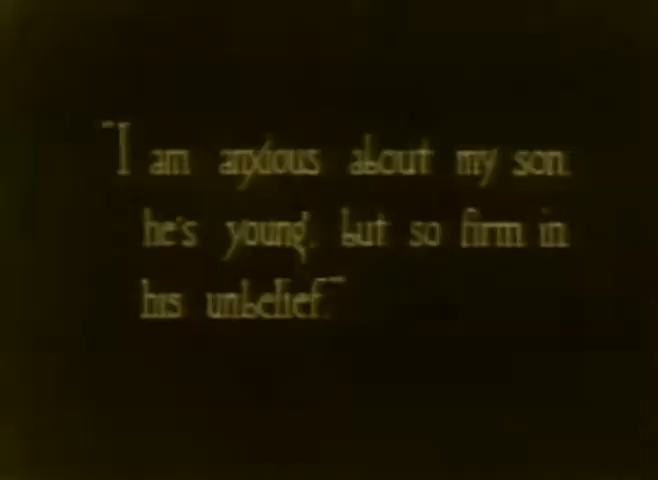 "I am anxious about my son:
he's young, but so firm in
his unbelief."